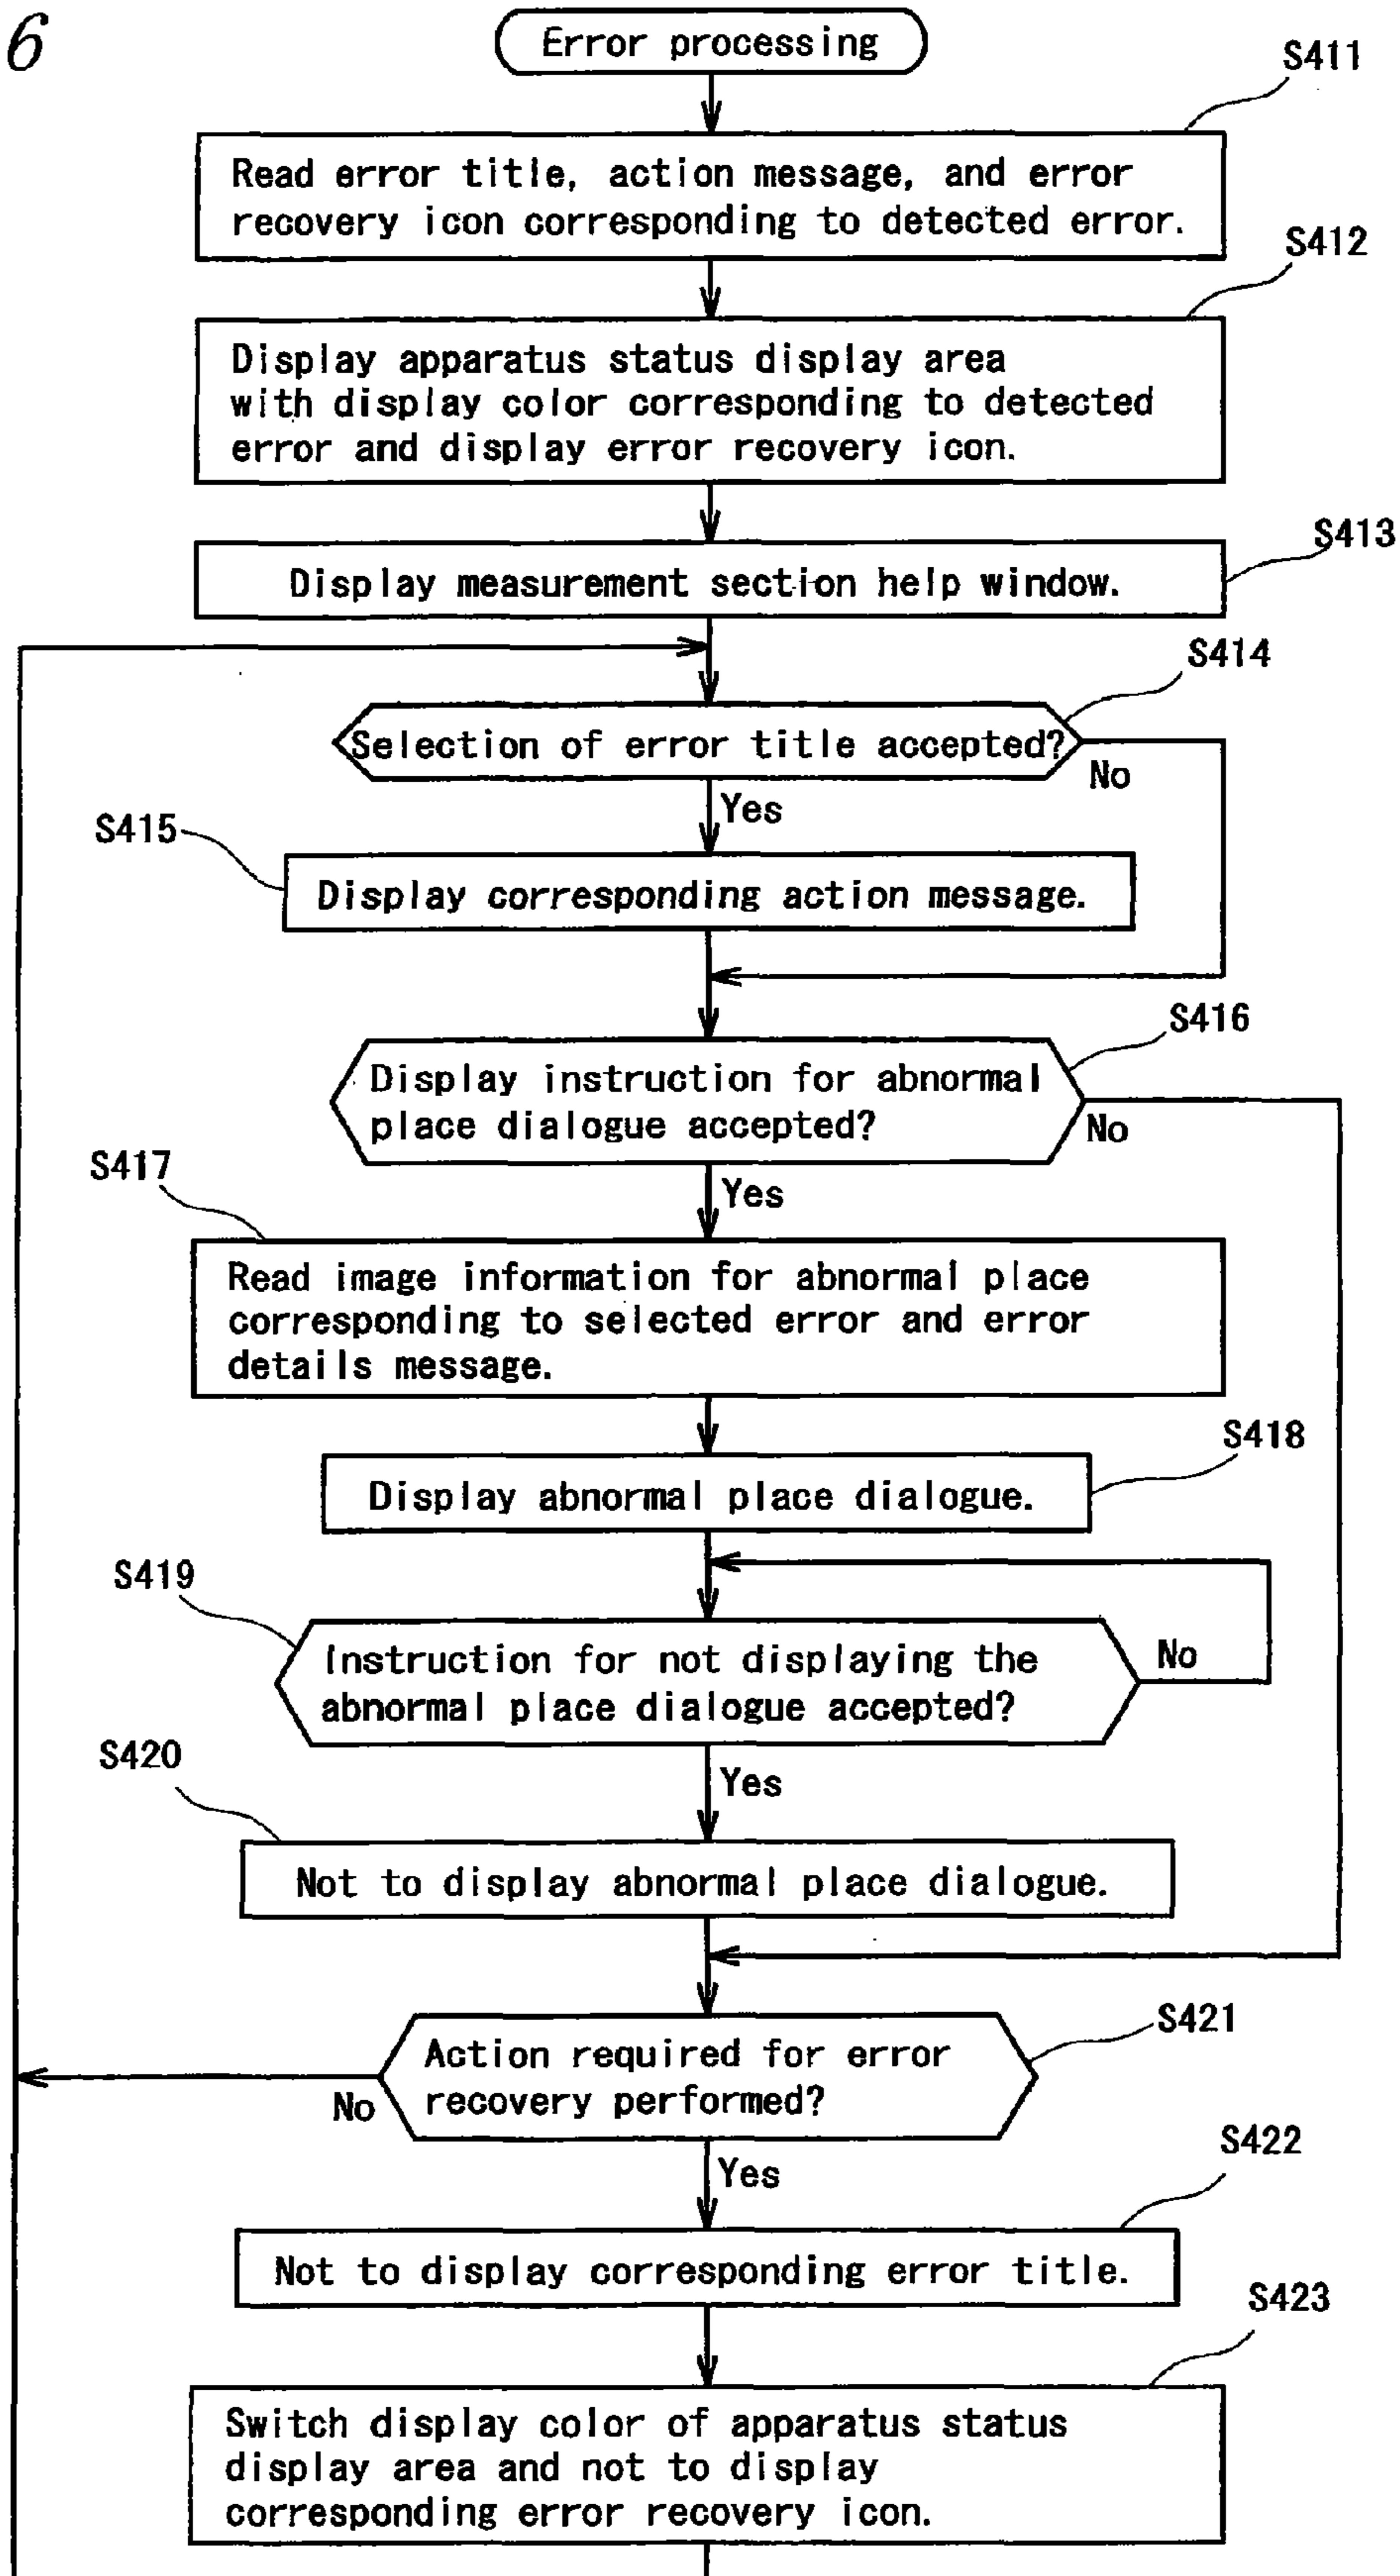 6
Error processing
S411
Read error title, action message, and error
recovery icon corresponding to detected error.
S412
Display apparatus status display area
with display color corresponding to detected
error and display error recovery icon.
S413
Display measurement section help window.
S414
Selection of error title accepted?
No
Yes
S415
Display corresponding action message.
S416
Display instruction for abnormal
place dialogue accepted?
No
Yes
S417
Read image information for abnormal place
corresponding to selected error and error
details message.
S418
Display abnormal place dialogue.
S419
Instruction for not displaying the
abnormal place dialogue accepted?
No
Yes
S420
Not to display abnormal place dialogue.
S421
Action required for error
recovery performed?
No
Yes
S422
Not to display corresponding error title.
S423
Switch display color of apparatus status
display area and not to display
corresponding error recovery icon.